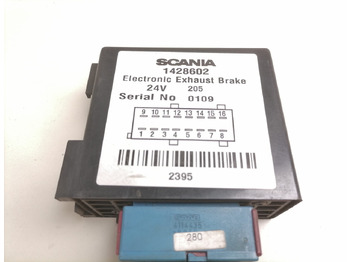 SCANIA
1428602
Electronic Exhaust Brake
24V 205
Serial No 0109
9 10 11 12 13 14 15 16
1 2 3 4 5 6 7 8
2395
280